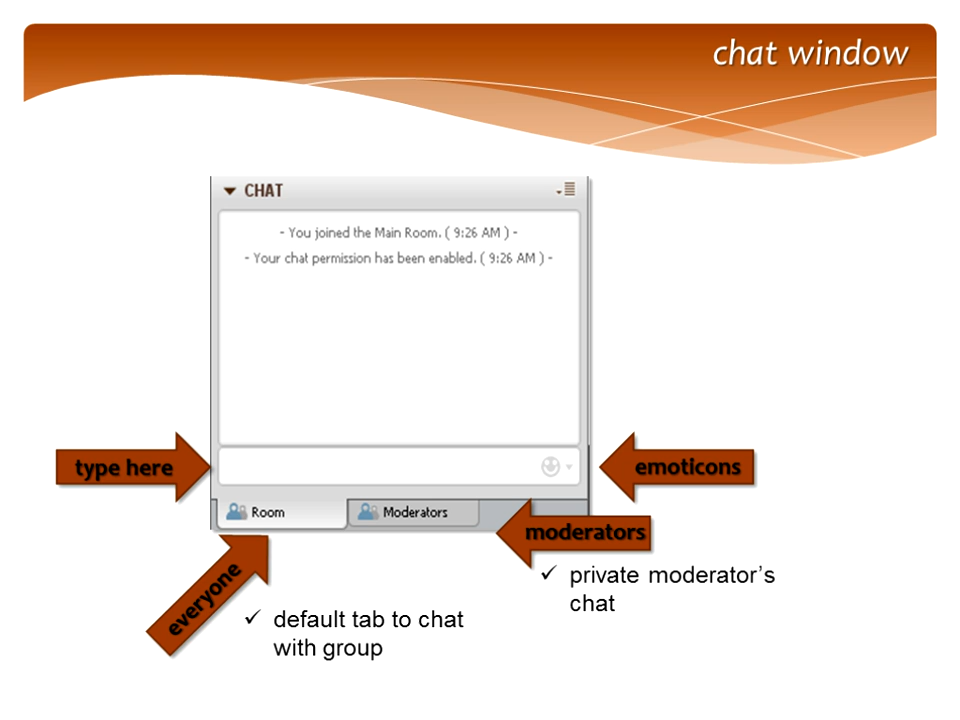 chat window
CHAT
- You joined the Main Room. ( 9:26 AM ) -
- Your chat permission has been enabled. ( 9:26 AM ) -
type here
emoticons
Room
Moderators
moderators
everyone
✓ private moderator's
chat
✓ default tab to chat
with group